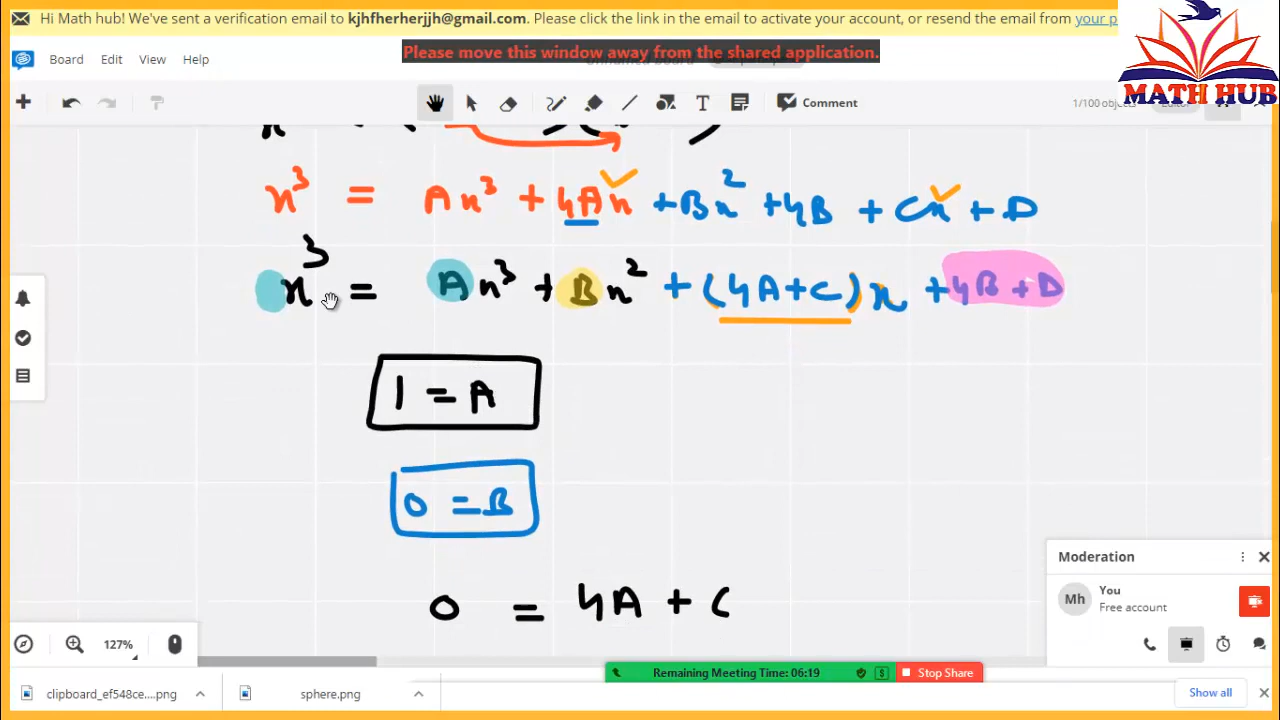 Hi Math hub! We've sent a verification email to kjhfherherjjh@gmail.com. Please click the link in the email to activate your account, or resend the email from your p
Board Edit View Help
Please move this window away from the shared application.
MATH HUB
Comment
1/100 objec
x³ = Ax³ + 4Ax + Bx² + 4B + Cx + D
x³ = Ax³ + Bx² + (4A+C)x + 4B + D
1 = A
0 = B
0 = 4A + C
Moderation
Mh You
Free account
127%
Remaining Meeting Time: 06:19 Stop Share
clipboard_ef548ce....png sphere.png Show all